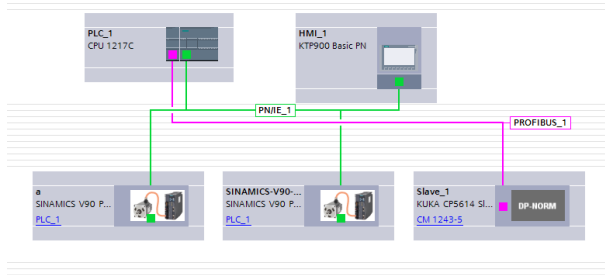 PLC_1
CPU 1217C
HMI_1
KTP900 Basic PN
PN/IE_1
PROFIBUS_1
a
SINAMICS V90 P...
PLC_1
SINAMICS-V90-...
SINAMICS V90 P...
PLC_1
Slave_1
KUKA CP5614 Sl...
CM 1243-5
DP-NORM